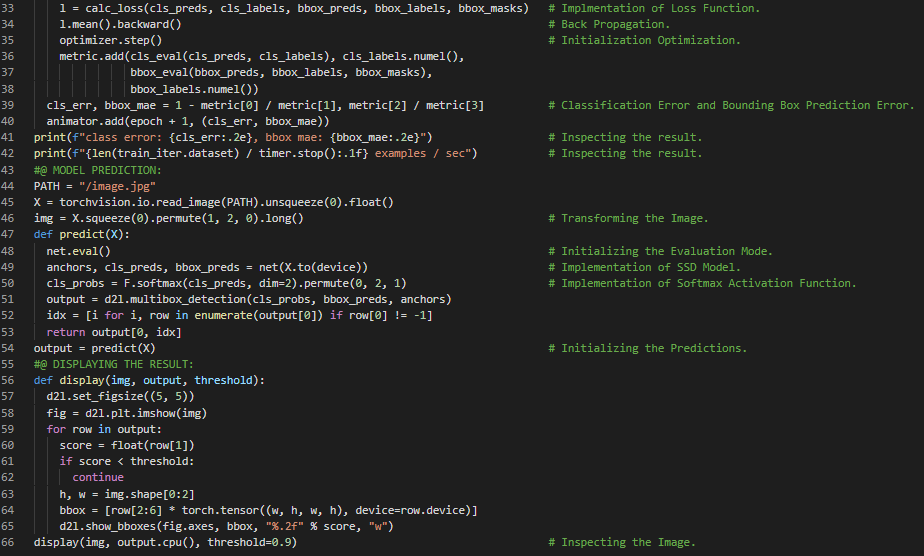 33 l = calc_loss(cls_preds, cls_labels, bbox_preds, bbox_labels, bbox_masks) # Implmentation of Loss Function.
34 l.mean().backward() # Back Propagation.
35 optimizer.step() # Initialization Optimization.
36 metric.add(cls_eval(cls_preds, cls_labels), cls_labels.numel(),
37 bbox_eval(bbox_preds, bbox_labels, bbox_masks),
38 bbox_labels.numel())
39 cls_err, bbox_mae = 1 - metric[0] / metric[1], metric[2] / metric[3] # Classification Error and Bounding Box Prediction Error.
40 animator.add(epoch + 1, (cls_err, bbox_mae))
41 print(f"class error: {cls_err:.2e}, bbox mae: {bbox_mae:.2e}") # Inspecting the result.
42 print(f"{len(train_iter.dataset) / timer.stop():.1f} examples / sec") # Inspecting the result.
43 #@ MODEL PREDICTION:
44 PATH = "/image.jpg"
45 X = torchvision.io.read_image(PATH).unsqueeze(0).float()
46 img = X.squeeze(0).permute(1, 2, 0).long() # Transforming the Image.
47 def predict(X):
48 net.eval() # Initializing the Evaluation Mode.
49 anchors, cls_preds, bbox_preds = net(X.to(device)) # Implementation of SSD Model.
50 cls_probs = F.softmax(cls_preds, dim=2).permute(0, 2, 1) # Implementation of Softmax Activation Function.
51 output = d2l.multibox_detection(cls_probs, bbox_preds, anchors)
52 idx = [i for i, row in enumerate(output[0]) if row[0] != -1]
53 return output[0, idx]
54 output = predict(X) # Initializing the Predictions.
55 #@ DISPLAYING THE RESULT:
56 def display(img, output, threshold):
57 d2l.set_figsize((5, 5))
58 fig = d2l.plt.imshow(img)
59 for row in output:
60 score = float(row[1])
61 if score < threshold:
62 continue
63 h, w = img.shape[0:2]
64 bbox = [row[2:6] * torch.tensor((w, h, w, h), device=row.device)]
65 d2l.show_bboxes(fig.axes, bbox, "%.2f" % score, "w")
66 display(img, output.cpu(), threshold=0.9) # Inspecting the Image.